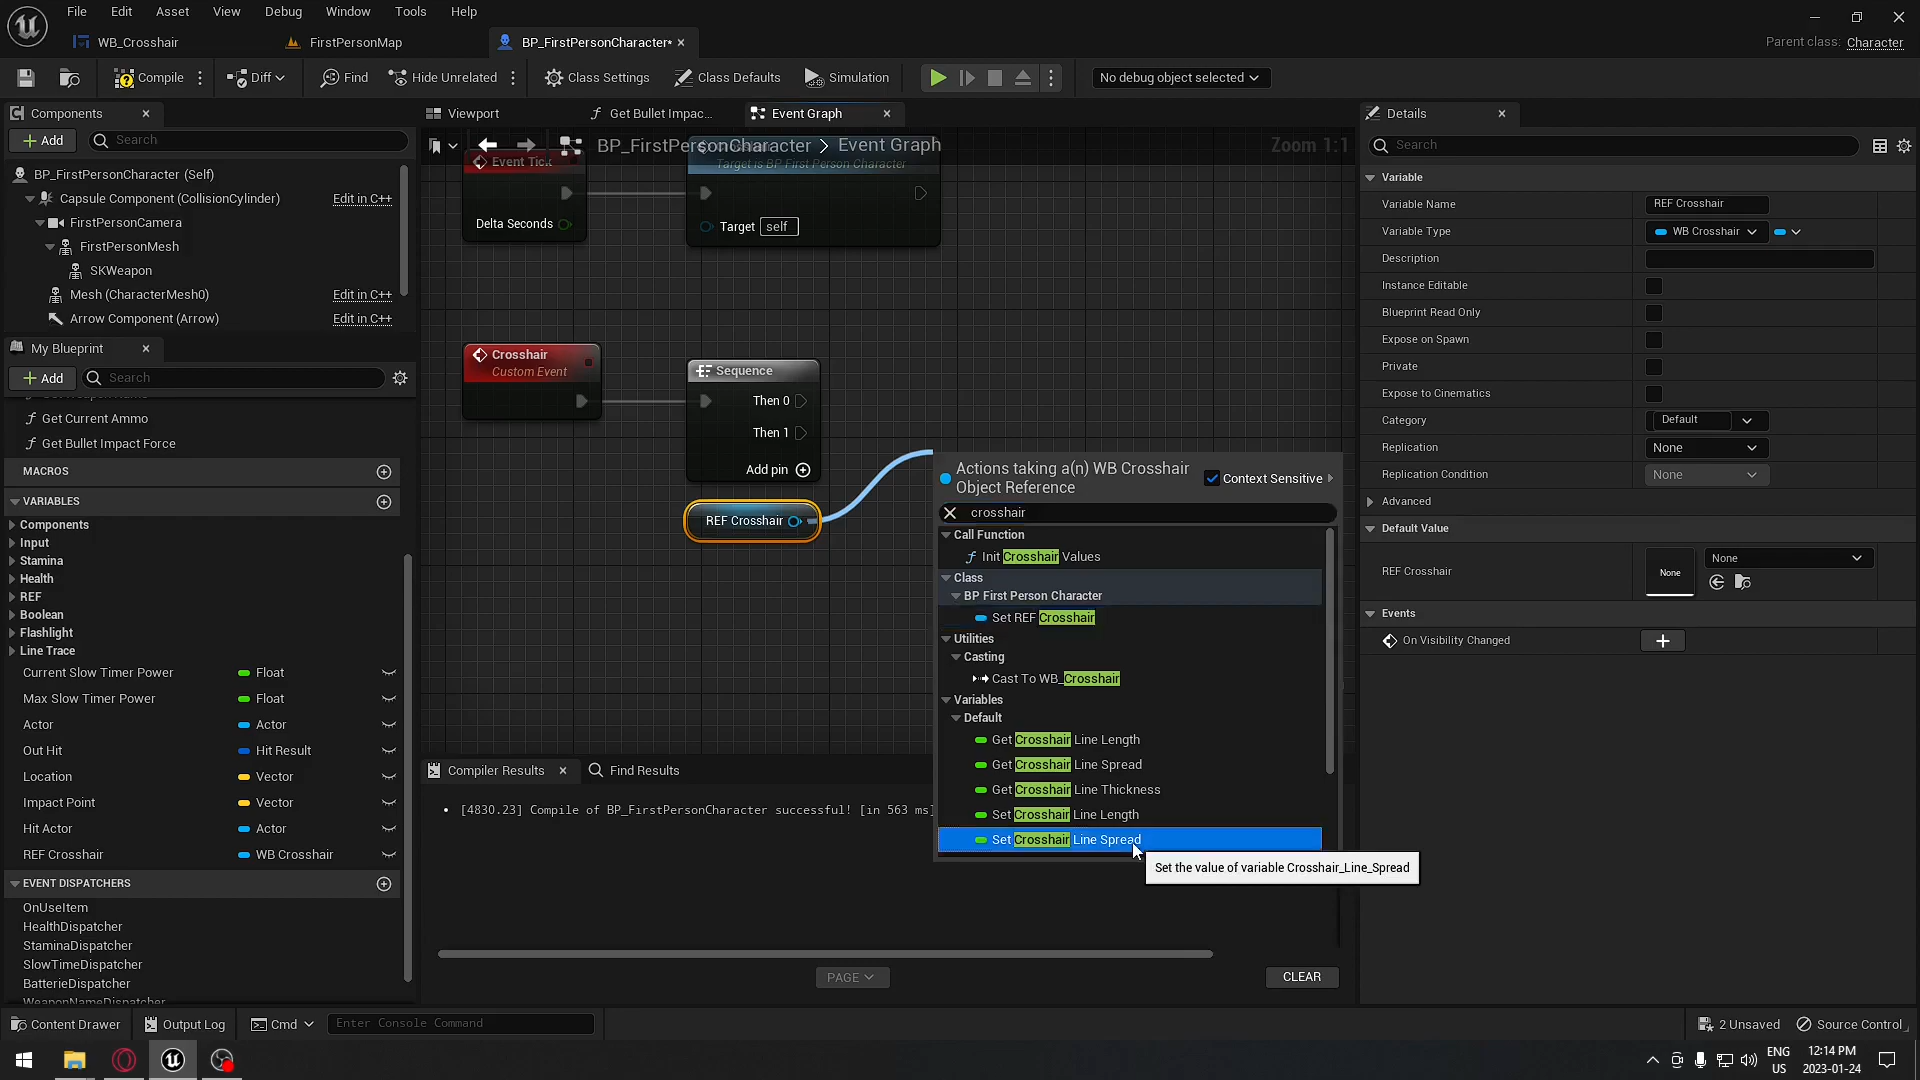 File Edit Asset View Debug Window Tools Help
WB_Crosshair FirstPersonMap BP_FirstPersonCharacter*
Parent class: Character
Compile Diff Find Hide Unrelated Class Settings Class Defaults Simulation No debug object selected
Components
Add Search
BP_FirstPersonCharacter (Self)
Capsule Component (CollisionCylinder) Edit in C++
FirstPersonCamera
FirstPersonMesh
SKWeapon
Mesh (CharacterMesh0) Edit in C++
Arrow Component (Arrow) Edit in C++
My Blueprint
Add Search
Get Current Ammo
Get Bullet Impact Force
MACROS
VARIABLES
Components
Input
Stamina
Health
REF
Boolean
Flashlight
Line Trace
Current Slow Timer Power Float
Max Slow Timer Power Float
Actor Actor
Out Hit Hit Result
Location Vector
Impact Point Vector
Hit Actor Actor
REF Crosshair WB Crosshair
EVENT DISPATCHERS
OnUseItem
HealthDispatcher
StaminaDispatcher
SlowTimeDispatcher
BatterieDispatcher
WeaponNameDispatcher
Viewport Get Bullet Impac... Event Graph
BP_FirstPersonCharacter > Event Graph
Zoom 1:1
Event Tick
Delta Seconds
Target is BP First Person Character
Target self
Crosshair
Custom Event
Sequence
Then 0
Then 1
Add pin
REF Crosshair
Actions taking a(n) WB Crosshair
Object Reference
Context Sensitive
crosshair
Call Function
Init Crosshair Values
Class
BP First Person Character
Set REF Crosshair
Utilities
Casting
Cast To WB_Crosshair
Variables
Default
Get Crosshair Line Length
Get Crosshair Line Spread
Get Crosshair Line Thickness
Set Crosshair Line Length
Set Crosshair Line Spread
Set the value of variable Crosshair_Line_Spread
Compiler Results Find Results
[4830.23] Compile of BP_FirstPersonCharacter successful! [in 563 ms]
PAGE
CLEAR
Details
Search
Variable
Variable Name REF Crosshair
Variable Type WB Crosshair
Description
Instance Editable
Blueprint Read Only
Expose on Spawn
Private
Expose to Cinematics
Category Default
Replication None
Replication Condition None
Advanced
Default Value
REF Crosshair None None
Events
On Visibility Changed
Content Drawer Output Log Cmd Enter Console Command
2 Unsaved Source Control
ENG
US
12:14 PM
2023-01-24